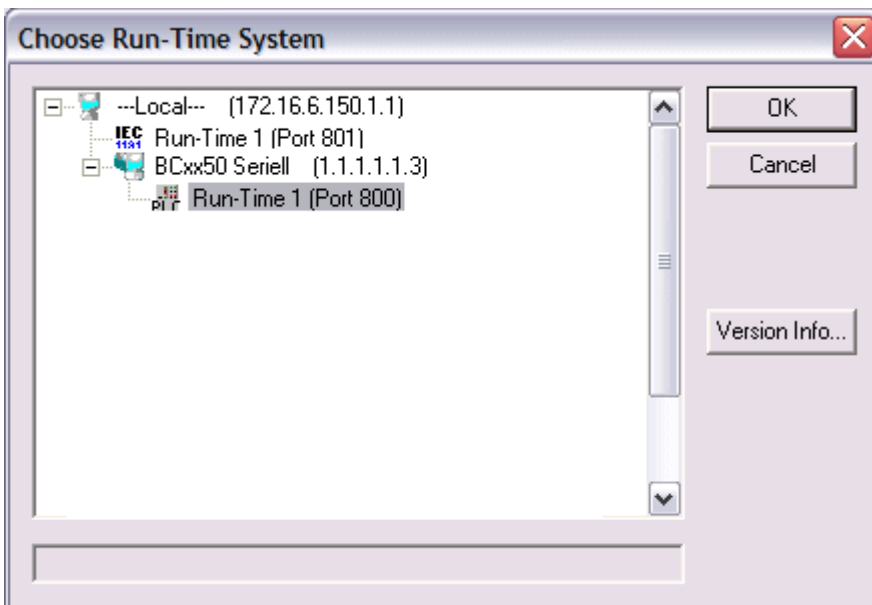 Choose Run-Time System
---Local--- (172.16.6.150.1.1)
OK
IEC
1131
Run-Time 1 (Port 801)
BCxx50 Seriell (1.1.1.1.1.3)
Cancel
PLC
Run-Time 1 (Port 800)
Version Info...